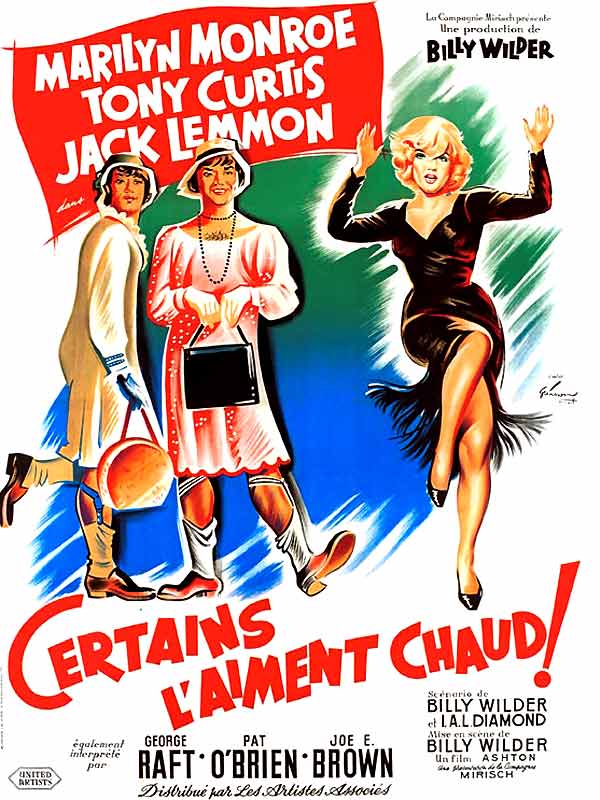 MARILYN MONROE
TONY CURTIS
JACK LEMMON
dans
La Compagnie Mirisch présente
Une production de
BILLY WILDER
CERTAINS
L'AIMENT CHAUD!
également
interprété
par
GEORGE RAFT · PAT O'BRIEN · JOE E. BROWN
Distribué par Les Artistes Associés
Scénario de
BILLY WILDER
et I.A.L. DIAMOND
Mise en scène de
BILLY WILDER
Un film ASHTON
Une présentation de la Compagnie
MIRISCH
UNITED
ARTISTS